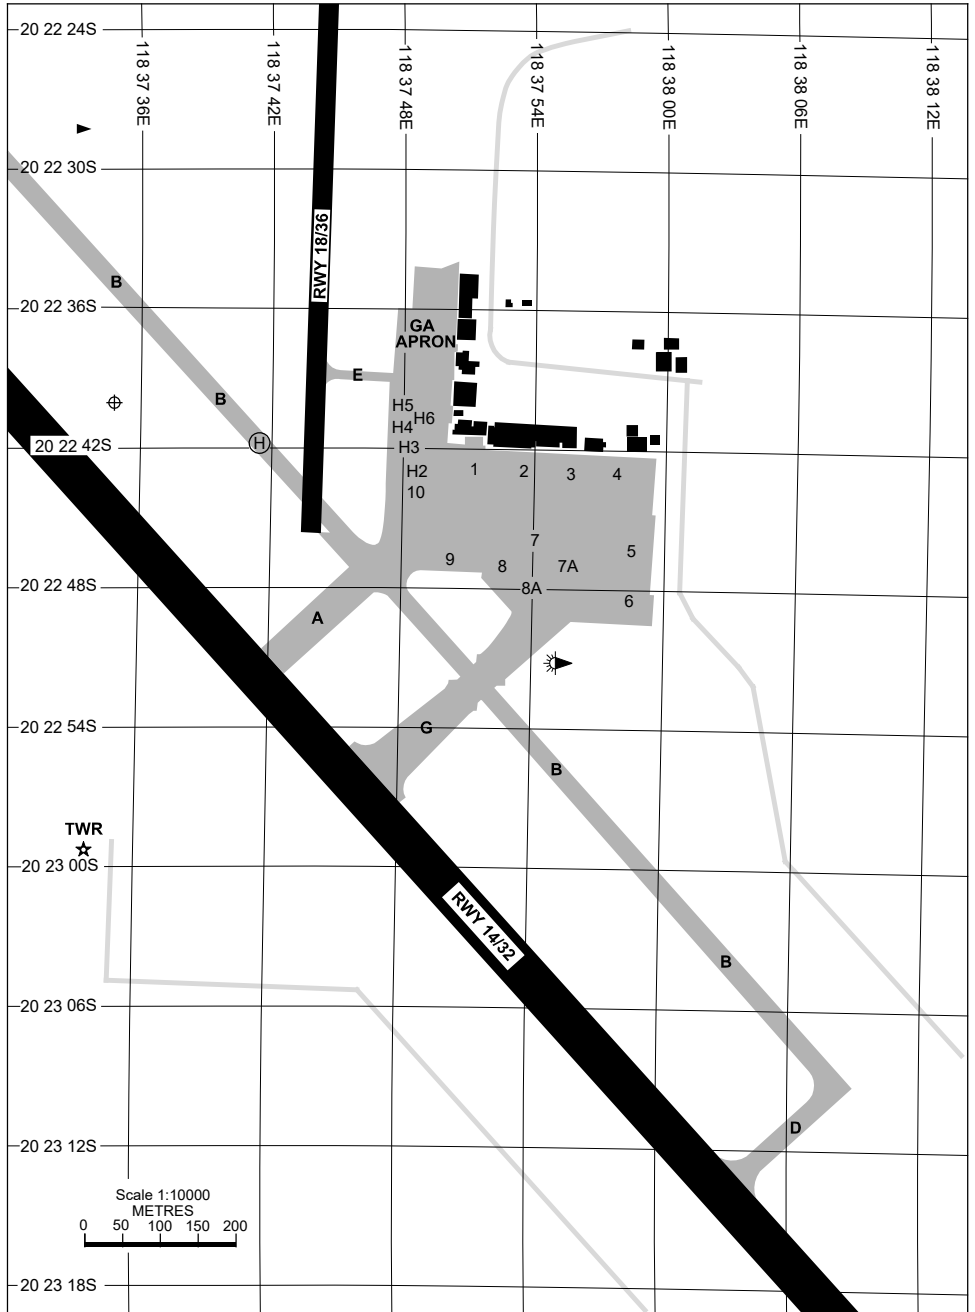 20 22 24S
118 37 36E
118 37 42E
118 37 48E
118 37 54E
118 38 00E
118 38 06E
118 38 12E
20 22 30S
RWY 18/36
B
20 22 36S
GA
APRON
E
B
H5
H6
H4
H
20 22 42S
H3
H2
1
2
3
4
10
7
5
9
8
7A
20 22 48S
8A
6
A
20 22 54S
G
B
TWR
20 23 00S
RWY 14/32
B
20 23 06S
D
20 23 12S
Scale 1:10000
METRES
0 50 100 150 200
20 23 18S